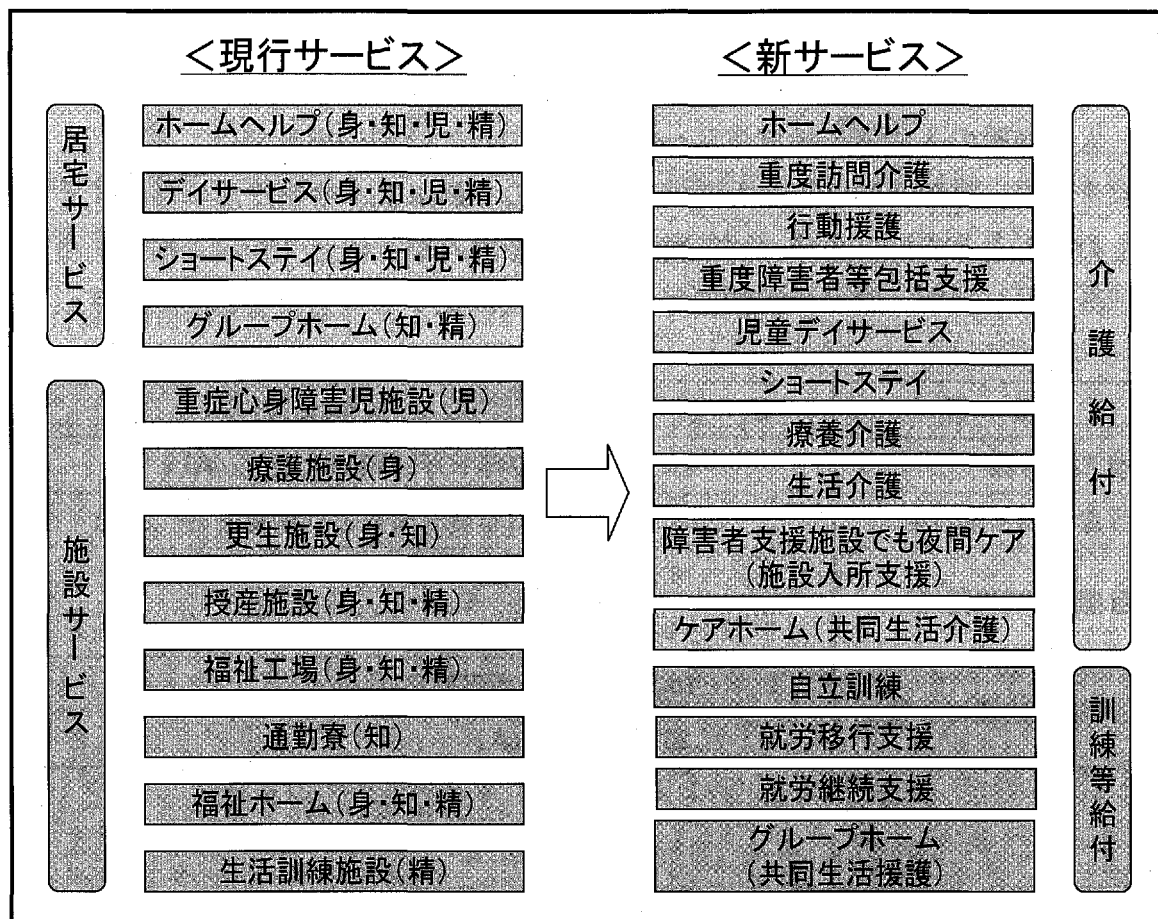 <現行サービス>
居宅サービス
ホームヘルプ(身・知・児・精)
デイサービス(身・知・児・精)
ショートステイ(身・知・児・精)
グループホーム(知・精)
施設サービス
重症心身障害児施設(児)
療護施設(身)
更生施設(身・知)
授産施設(身・知・精)
福祉工場(身・知・精)
通勤寮(知)
福祉ホーム(身・知・精)
生活訓練施設(精)
<新サービス>
ホームヘルプ
重度訪問介護
行動援護
重度障害者等包括支援
児童デイサービス
ショートステイ
療養介護
生活介護
障害者支援施設でも夜間ケア
(施設入所支援)
ケアホーム(共同生活介護)
介護給付
自立訓練
就労移行支援
就労継続支援
グループホーム
(共同生活援護)
訓練等給付